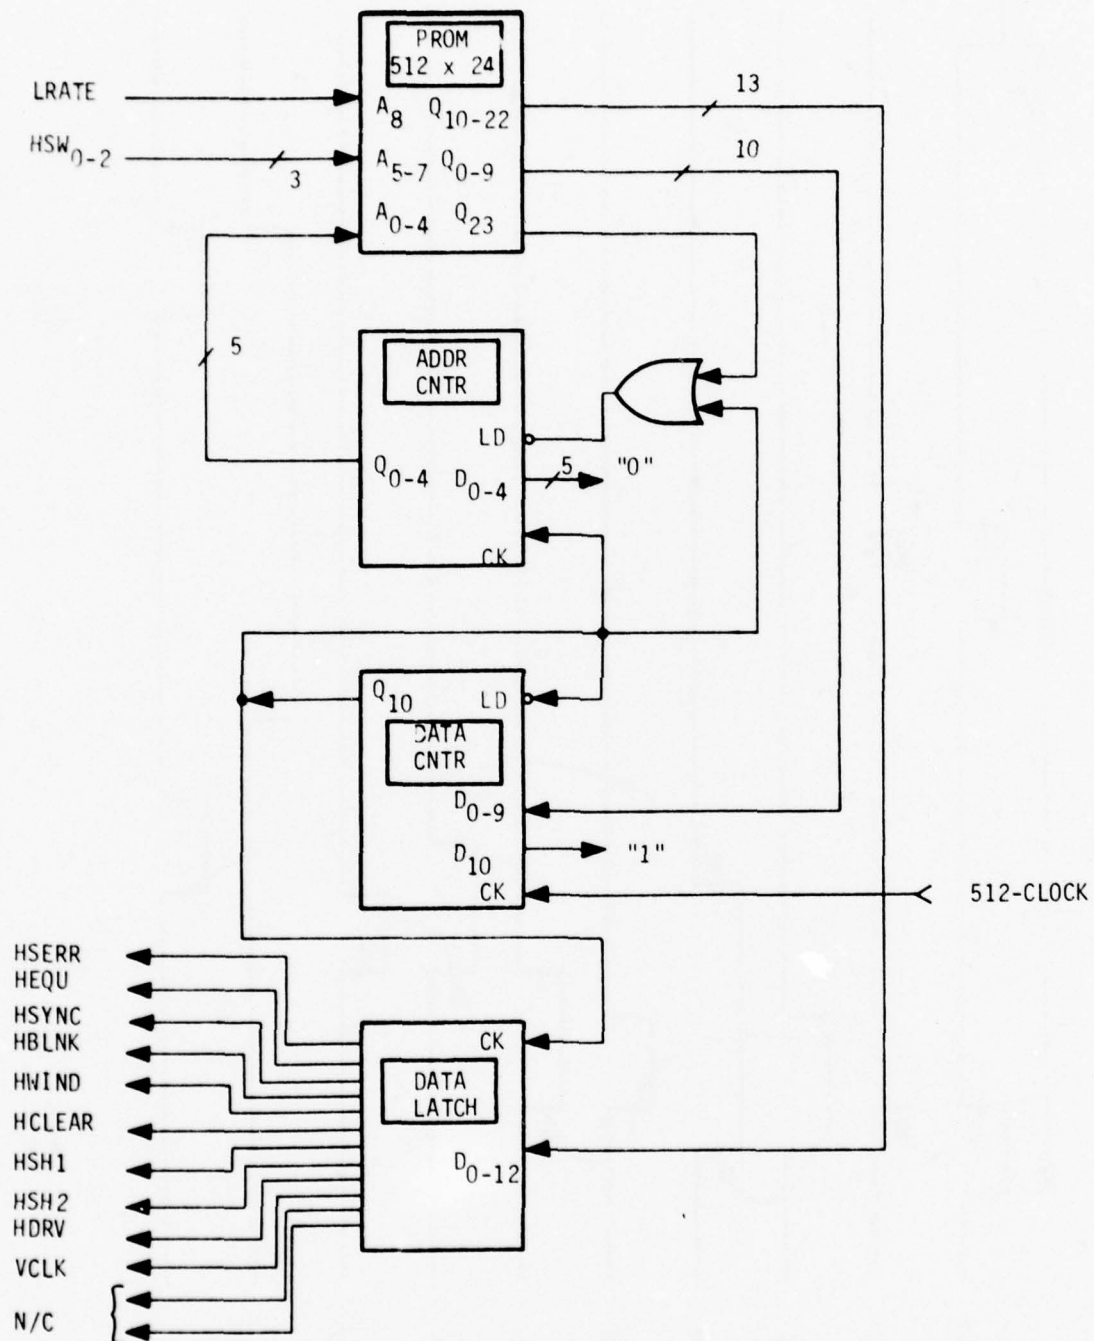 PROM
512 x 24
LRATE
A8 Q10-22
13
HSW0-2
3
A5-7 Q0-9
10
A0-4 Q23
5
ADDR
CNTR
LD
Q0-4 D0-4
5
"0"
CK
Q10 LD
DATA
CNTR
D0-9
D10
"1"
CK
512-CLOCK
HSERR
HEQU
HSYNC
HBLNK
HWIND
HCLEAR
HSH1
HSH2
HDRV
VCLK
N/C
CK
DATA
LATCH
D0-12